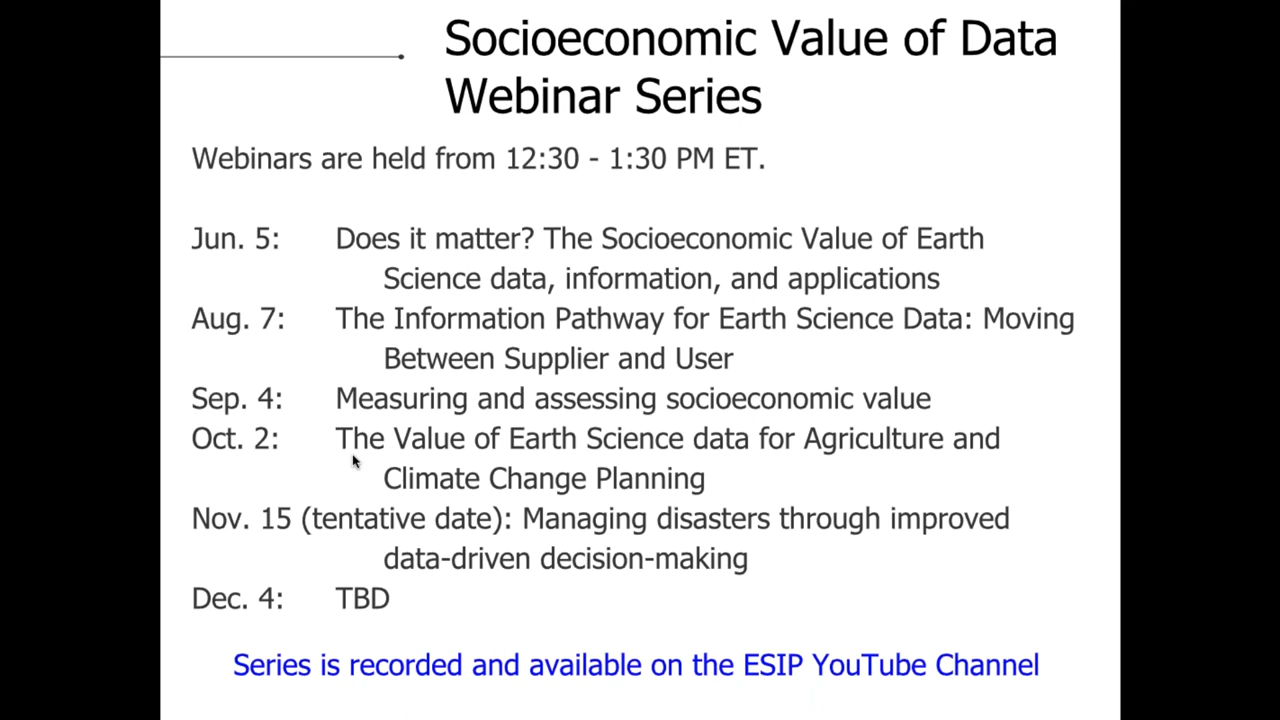 Socioeconomic Value of Data
Webinar Series
Webinars are held from 12:30 - 1:30 PM ET.
Jun. 5: Does it matter? The Socioeconomic Value of Earth
Science data, information, and applications
Aug. 7: The Information Pathway for Earth Science Data: Moving
Between Supplier and User
Sep. 4: Measuring and assessing socioeconomic value
Oct. 2: The Value of Earth Science data for Agriculture and
Climate Change Planning
Nov. 15 (tentative date): Managing disasters through improved
data-driven decision-making
Dec. 4: TBD
Series is recorded and available on the ESIP YouTube Channel